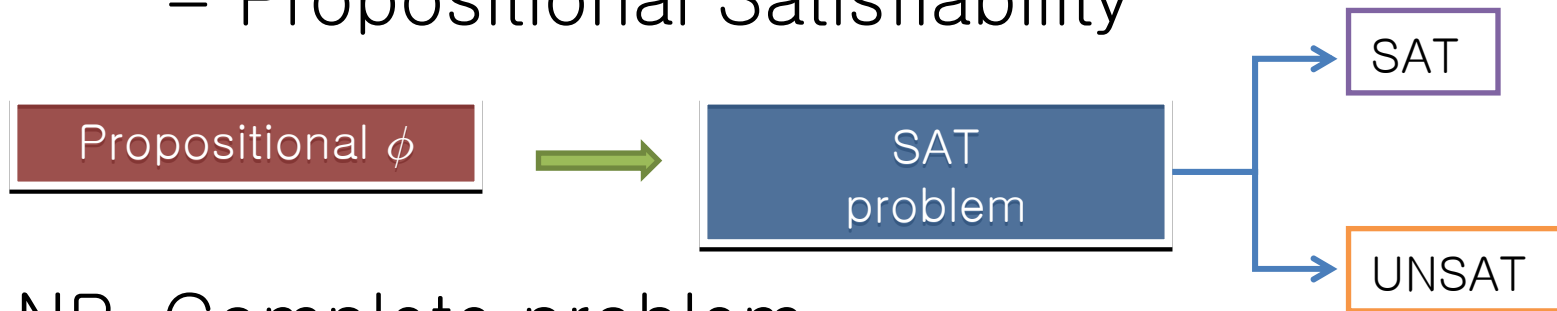 = Propositional Satisfiability
Propositional ϕ
SAT
problem
SAT
UNSAT
NP-Complete problem